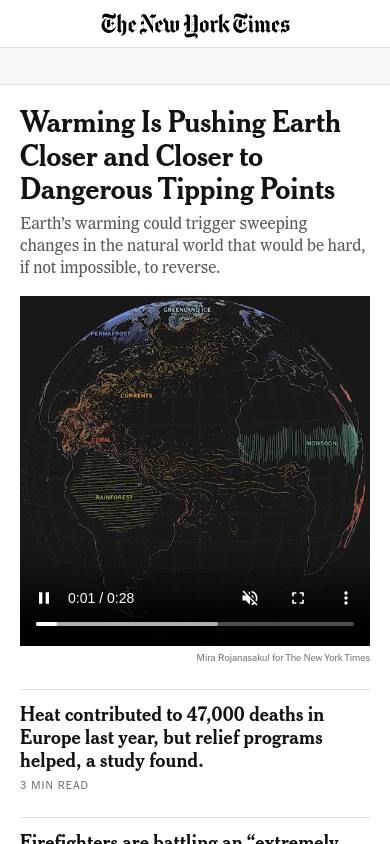 The New York Times
Warming Is Pushing Earth
Closer and Closer to
Dangerous Tipping Points
Earth’s warming could trigger sweeping
changes in the natural world that would be hard,
if not impossible, to reverse.
GREENLAND ICE
PERMAFROST
CURRENTS
CORAL
MONSOON
RAINFOREST
0:01 / 0:28
Mira Rojanasakul for The New York Times
Heat contributed to 47,000 deaths in
Europe last year, but relief programs
helped, a study found.
3 MIN READ
Firefighters are battling an “extremely